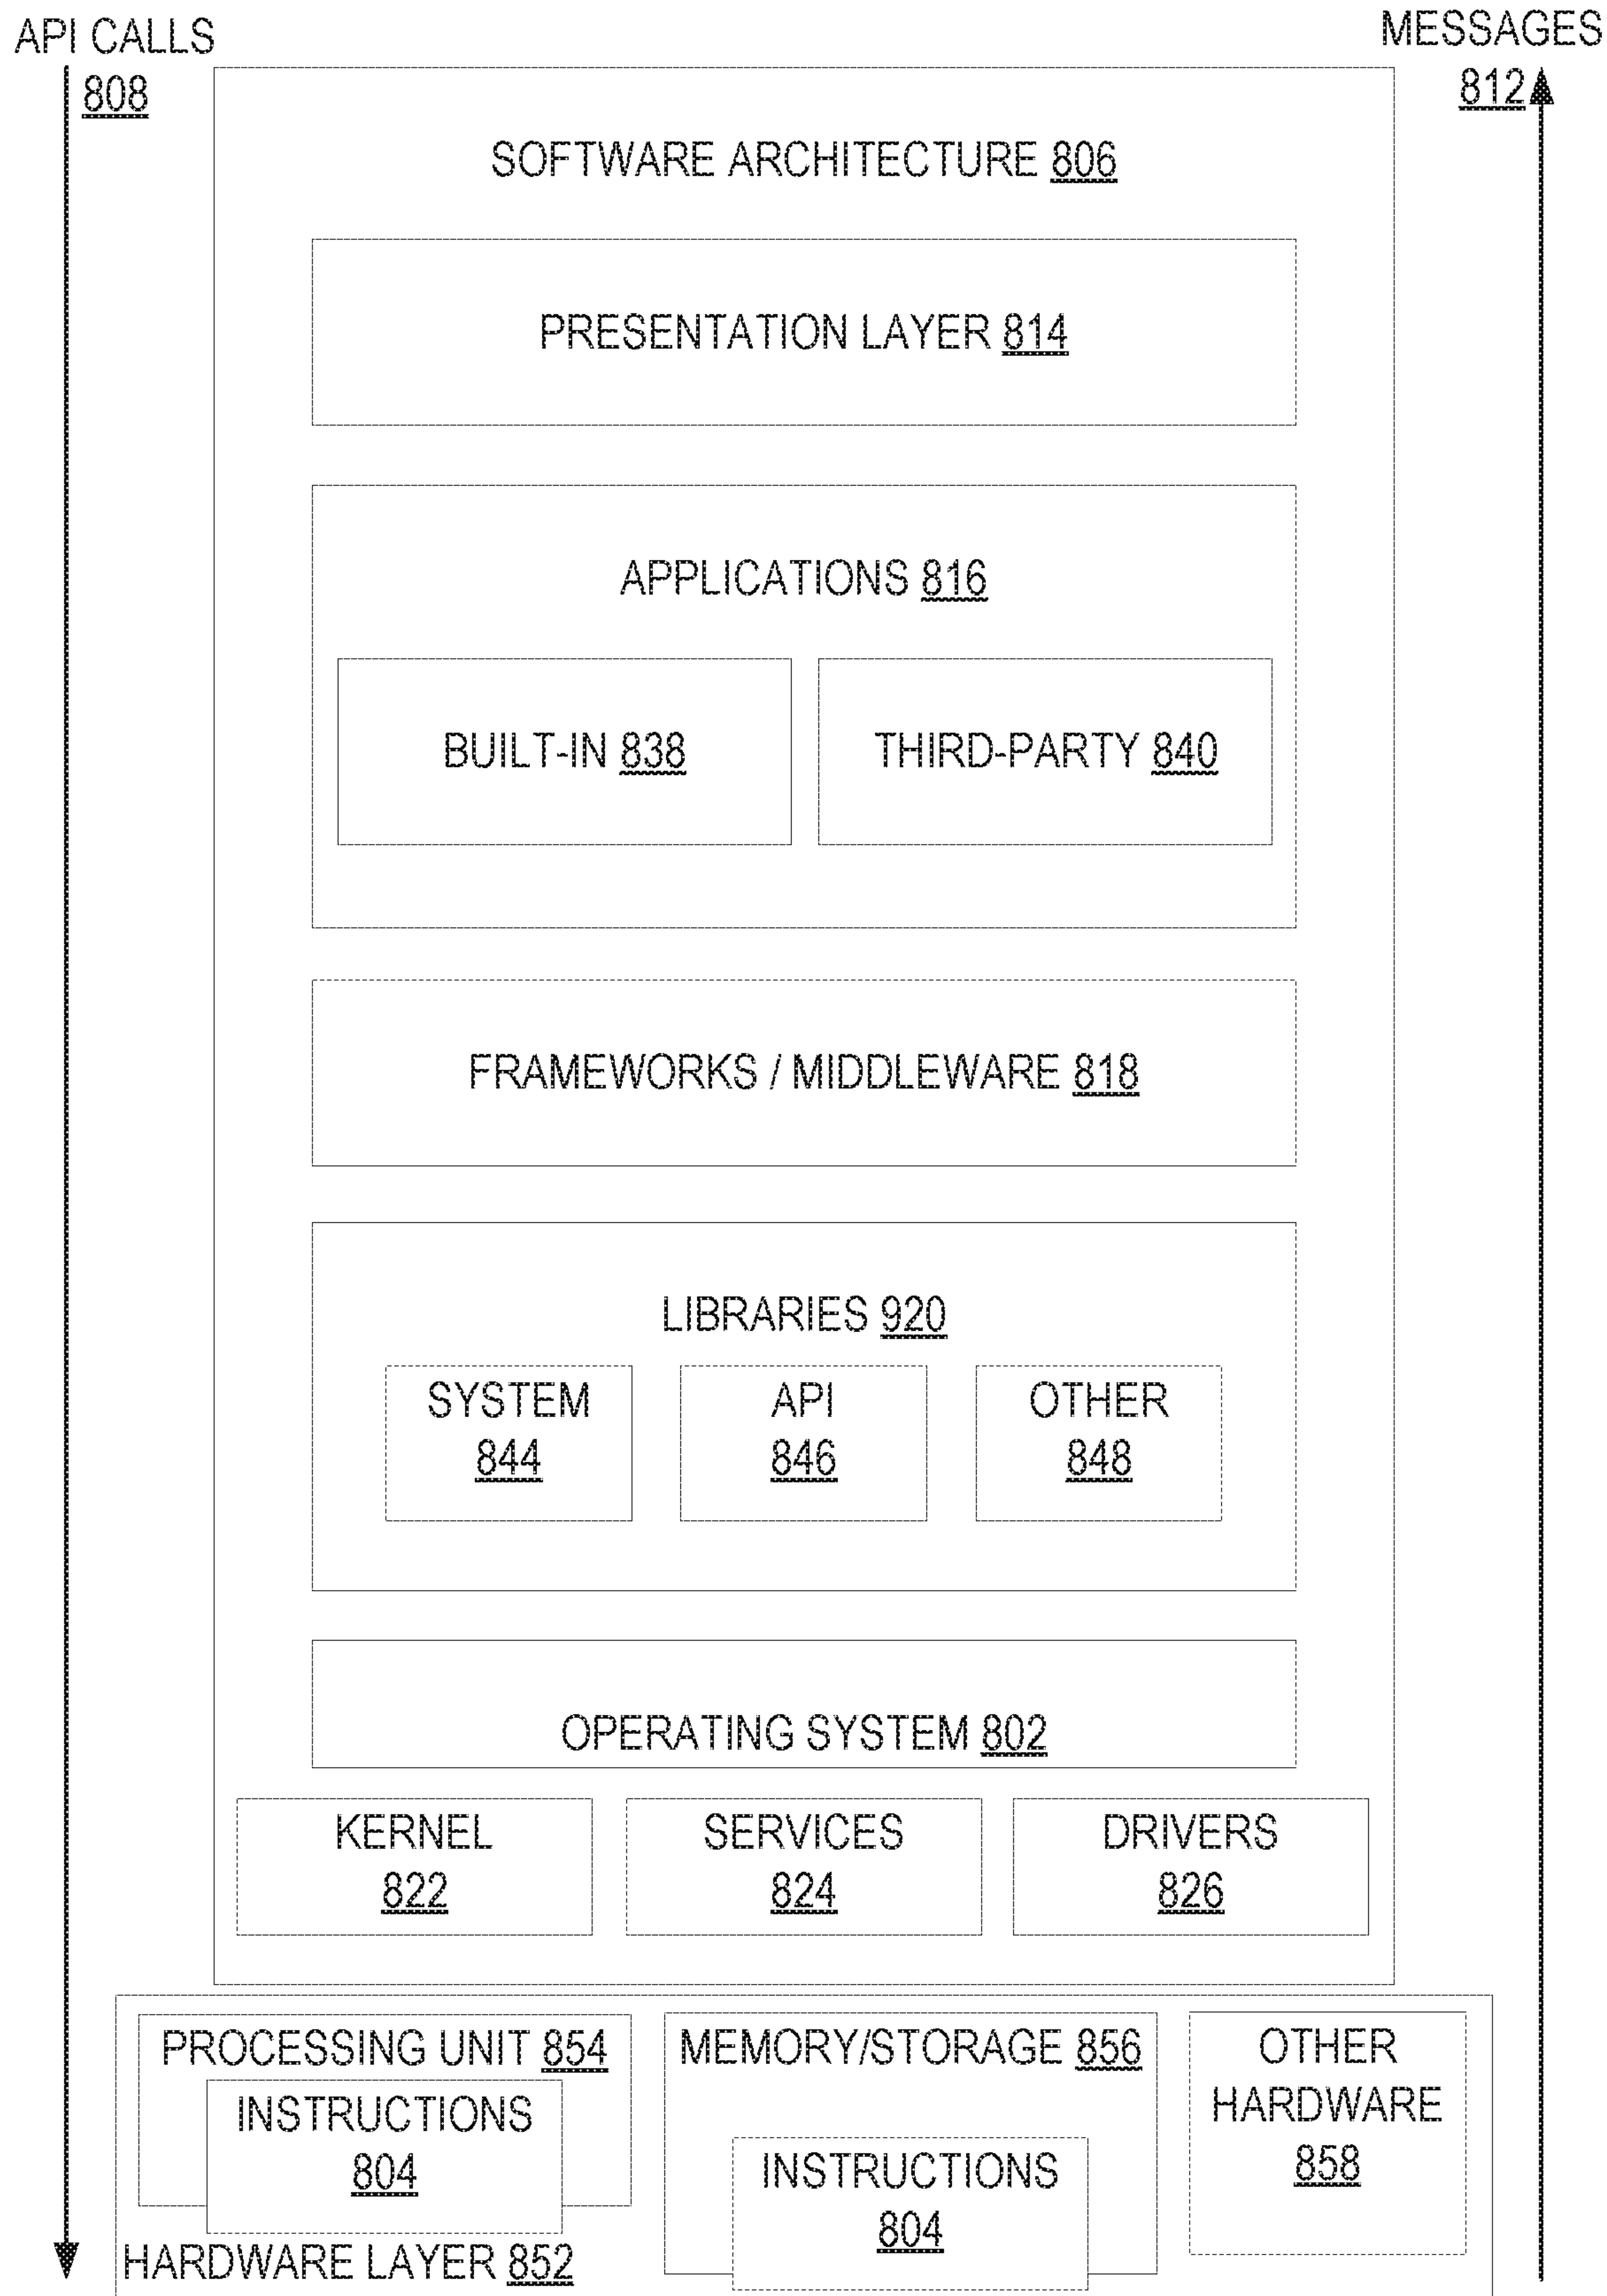 API CALLS
808
MESSAGES
812
SOFTWARE ARCHITECTURE 806
PRESENTATION LAYER 814
APPLICATIONS 816
BUILT-IN 838
THIRD-PARTY 840
FRAMEWORKS / MIDDLEWARE 818
LIBRARIES 920
SYSTEM
844
API
846
OTHER
848
OPERATING SYSTEM 802
KERNEL
822
SERVICES
824
DRIVERS
826
PROCESSING UNIT 854
INSTRUCTIONS
804
MEMORY/STORAGE 856
INSTRUCTIONS
804
OTHER
HARDWARE
858
HARDWARE LAYER 852